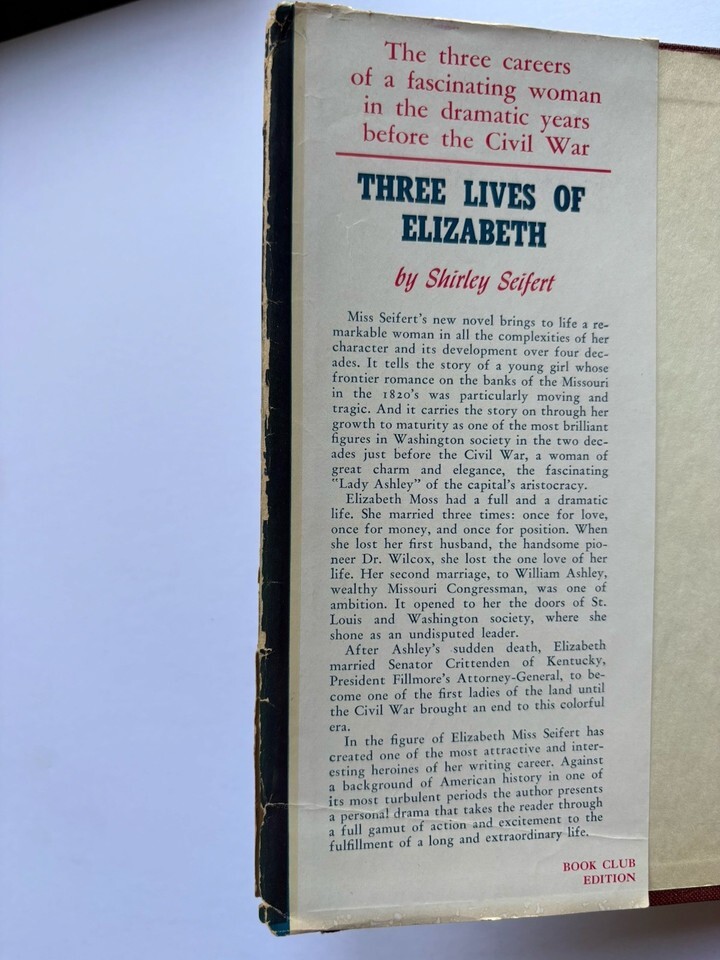 The three careers
of a fascinating woman
in the dramatic years
before the Civil War
THREE LIVES OF
ELIZABETH
by Shirley Seifert
Miss Seifert's new novel brings to life a re-
markable woman in all the complexities of her
character and its development over four dec-
ades. It tells the story of a young girl whose
frontier romance on the banks of the Missouri
in the 1820's was particularly moving and
tragic. And it carries the story on through her
growth to maturity as one of the most brilliant
figures in Washington society in the two dec-
ades just before the Civil War, a woman of
great charm and elegance, the fascinating
"Lady Ashley" of the capital's aristocracy.
Elizabeth Moss had a full and a dramatic
life. She married three times: once for love,
once for money, and once for position. When
she lost her first husband, the handsome pio-
neer Dr. Wilcox, she lost the one love of her
life. Her second marriage, to William Ashley,
wealthy Missouri Congressman, was one of
ambition. It opened to her the doors of St.
Louis and Washington society, where she
shone as an undisputed leader.
After Ashley's sudden death, Elizabeth
married Senator Crittenden of Kentucky,
President Fillmore's Attorney-General, to be-
come one of the first ladies of the land until
the Civil War brought an end to this colorful
era.
In the figure of Elizabeth Miss Seifert has
created one of the most attractive and inter-
esting heroines of her writing career. Against
a background of American history in one of
its most turbulent periods the author presents
a personal drama that takes the reader through
a full gamut of action and excitement to the
fulfillment of a long and extraordinary life.
BOOK CLUB
EDITION